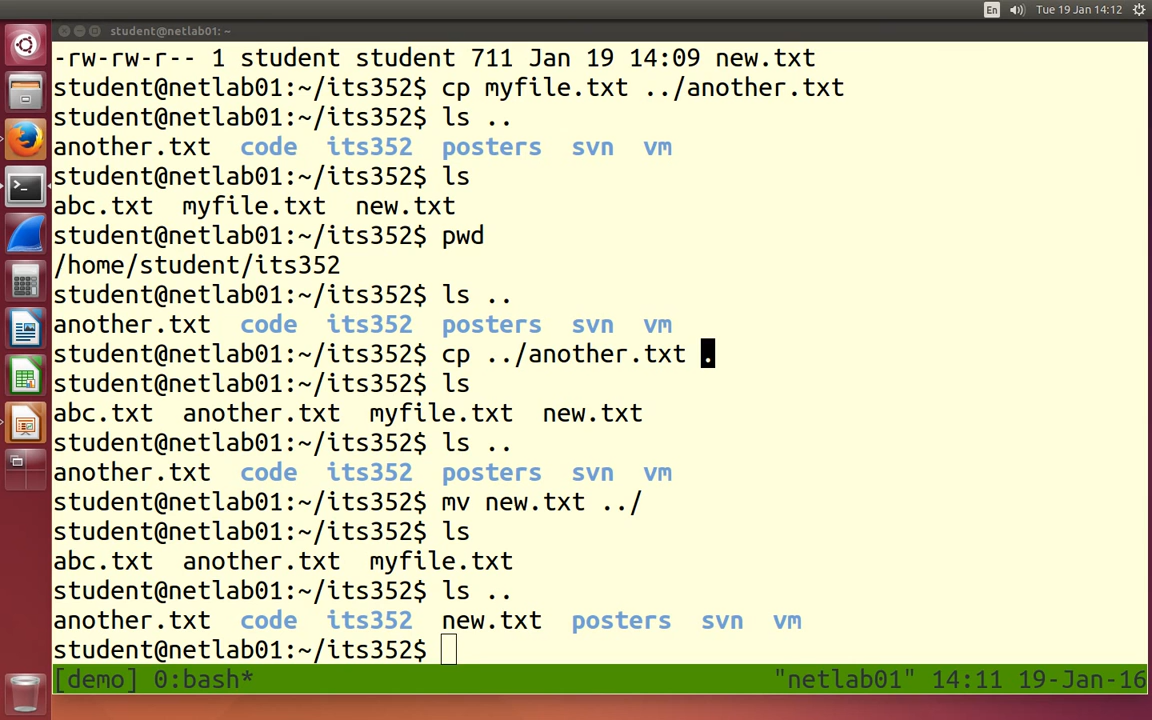 En Tue 19 Jan 14:12
student@netlab01: ~
-rw-rw-r-- 1 student student 711 Jan 19 14:09 new.txt
student@netlab01:~/its352$ cp myfile.txt ../another.txt
student@netlab01:~/its352$ ls ..
another.txt code its352 posters svn vm
student@netlab01:~/its352$ ls
abc.txt myfile.txt new.txt
student@netlab01:~/its352$ pwd
/home/student/its352
student@netlab01:~/its352$ ls ..
another.txt code its352 posters svn vm
student@netlab01:~/its352$ cp ../another.txt .
student@netlab01:~/its352$ ls
abc.txt another.txt myfile.txt new.txt
student@netlab01:~/its352$ ls ..
another.txt code its352 posters svn vm
student@netlab01:~/its352$ mv new.txt ../
student@netlab01:~/its352$ ls
abc.txt another.txt myfile.txt
student@netlab01:~/its352$ ls ..
another.txt code its352 new.txt posters svn vm
student@netlab01:~/its352$
[demo] 0:bash* "netlab01" 14:11 19-Jan-16